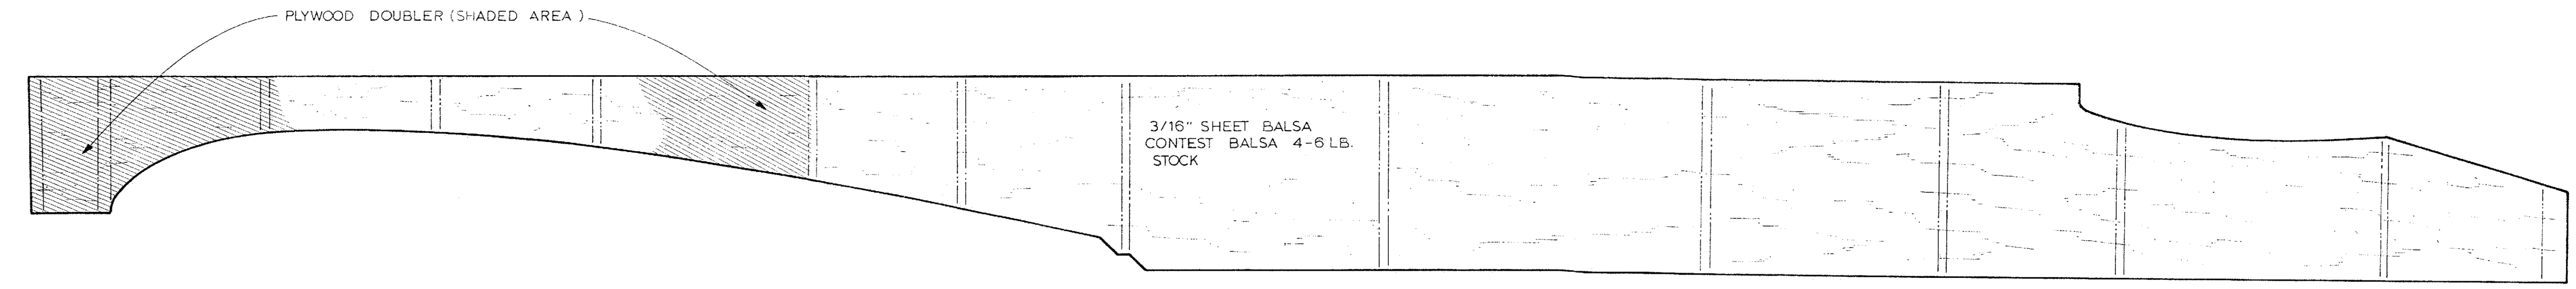 PLYWOOD DOUBLER (SHADED AREA)
3/16" SHEET BALSA
CONTEST BALSA 4-6 LB.
STOCK